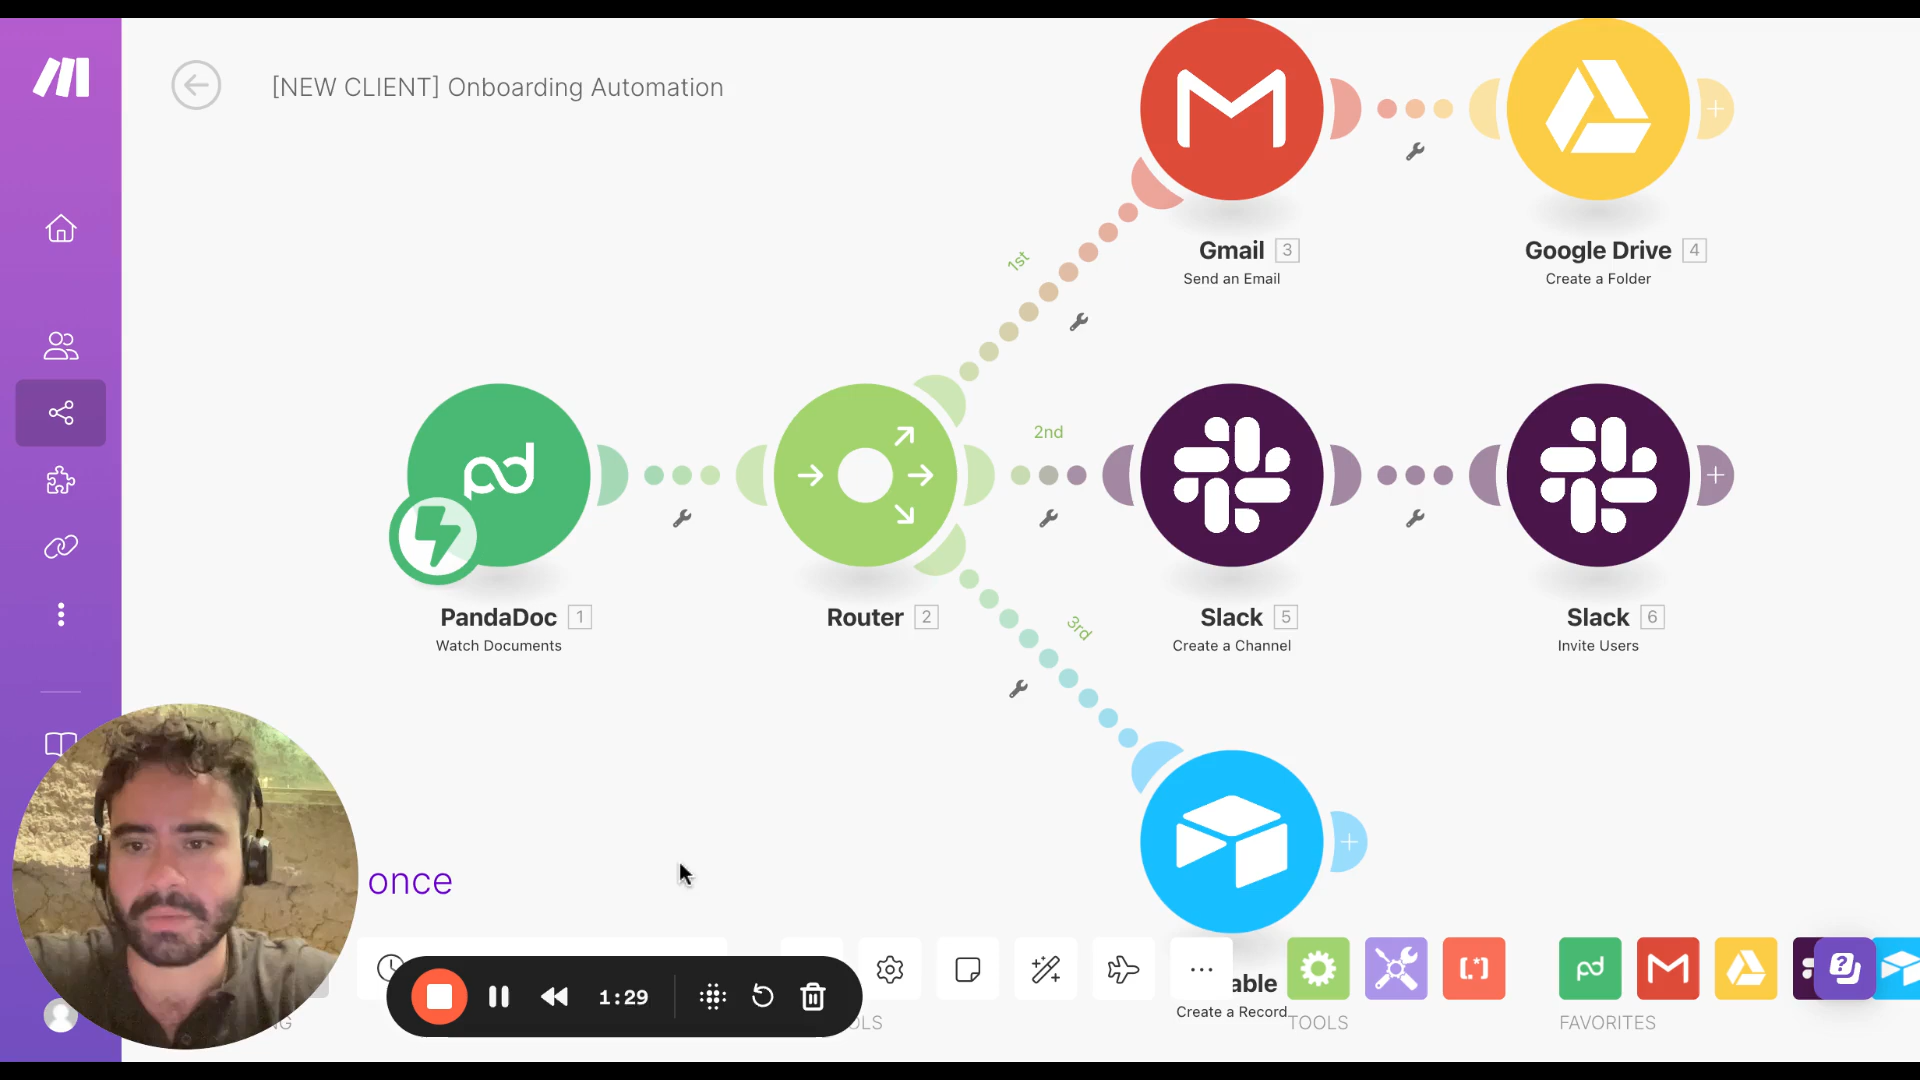 [NEW CLIENT] Onboarding Automation
Gmail 3
Send an Email
Google Drive 4
Create a Folder
1st
2nd
3rd
PandaDoc 1
Watch Documents
Router 2
Slack 5
Create a Channel
Slack 6
Invite Users
once
1:29
able
Create a Record
OLS
TOOLS
FAVORITES